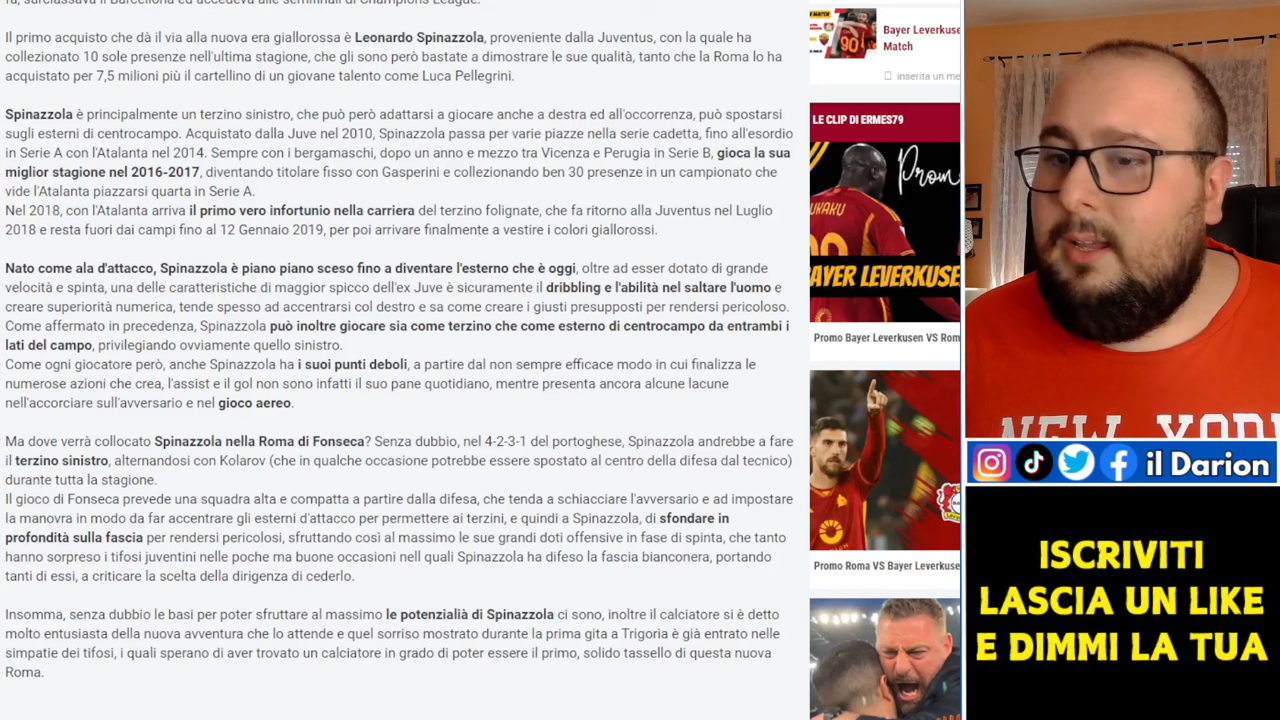 fa, surclassava il Barcellona ed accedeva alle semifinali di Champions League.
Il primo acquisto che dà il via alla nuova era giallorossa è Leonardo Spinazzola, proveniente dalla Juventus, con la quale ha
collezionato 10 sole presenze nell'ultima stagione, che gli sono però bastate a dimostrare le sue qualità, tanto che la Roma lo ha
acquistato per 7,5 milioni più il cartellino di un giovane talento come Luca Pellegrini.
Spinazzola è principalmente un terzino sinistro, che può però adattarsi a giocare anche a destra ed all'occorrenza, può spostarsi
sugli esterni di centrocampo. Acquistato dalla Juve nel 2010, Spinazzola passa per varie piazze nella serie cadetta, fino all'esordio
in Serie A con l'Atalanta nel 2014. Sempre con i bergamaschi, dopo un anno e mezzo tra Vicenza e Perugia in Serie B, gioca la sua
miglior stagione nel 2016-2017, diventando titolare fisso con Gasperini e collezionando ben 30 presenze in un campionato che
vide l'Atalanta piazzarsi quarta in Serie A.
Nel 2018, con l'Atalanta arriva il primo vero infortunio nella carriera del terzino folignate, che fa ritorno alla Juventus nel Luglio
2018 e resta fuori dai campi fino al 12 Gennaio 2019, per poi arrivare finalmente a vestire i colori giallorossi.
Nato come ala d'attacco, Spinazzola è piano piano sceso fino a diventare l'esterno che è oggi, oltre ad esser dotato di grande
velocità e spinta, una delle caratteristiche di maggior spicco dell'ex Juve è sicuramente il dribbling e l'abilità nel saltare l'uomo e
creare superiorità numerica, tende spesso ad accentrarsi col destro e sa come creare i giusti presupposti per rendersi pericoloso.
Come affermato in precedenza, Spinazzola può inoltre giocare sia come terzino che come esterno di centrocampo da entrambi i
lati del campo, privilegiando ovviamente quello sinistro.
Come ogni giocatore però, anche Spinazzola ha i suoi punti deboli, a partire dal non sempre efficace modo in cui finalizza le
numerose azioni che crea, l'assist e il gol non sono infatti il suo pane quotidiano, mentre presenta ancora alcune lacune
nell'accorciare sull'avversario e nel gioco aereo.
Ma dove verrà collocato Spinazzola nella Roma di Fonseca? Senza dubbio, nel 4-2-3-1 del portoghese, Spinazzola andrebbe a fare
il terzino sinistro, alternandosi con Kolarov (che in qualche occasione potrebbe essere spostato al centro della difesa dal tecnico)
durante tutta la stagione.
Il gioco di Fonseca prevede una squadra alta e compatta a partire dalla difesa, che tenda a schiacciare l'avversario e ad impostare
la manovra in modo da far accentrare gli esterni d'attacco per permettere ai terzini, e quindi a Spinazzola, di sfondare in
profondità sulla fascia per rendersi pericolosi, sfruttando così al massimo le sue grandi doti offensive in fase di spinta, che tanto
hanno sorpreso i tifosi juventini nelle poche ma buone occasioni nell quali Spinazzola ha difeso la fascia bianconera, portando
tanti di essi, a criticare la scelta della dirigenza di cederlo.
Insomma, senza dubbio le basi per poter sfruttare al massimo le potenzialià di Spinazzola ci sono, inoltre il calciatore si è detto
molto entusiasta della nuova avventura che lo attende e quel sorriso mostrato durante la prima gita a Trigoria è già entrato nelle
simpatie dei tifosi, i quali sperano di aver trovato un calciatore in grado di poter essere il primo, solido tassello di questa nuova
Roma.
90
Bayer Leverkuse
Match
inserita un me
LE CLIP DI ERMES79
Prom
UKAKU
AYER LEVERKUSE
Promo Bayer Leverkusen VS Rom
Promo Roma VS Bayer Leverkuse
NEW YORK
il Darion
ISCRIVITI
LASCIA UN LIKE
E DIMMI LA TUA